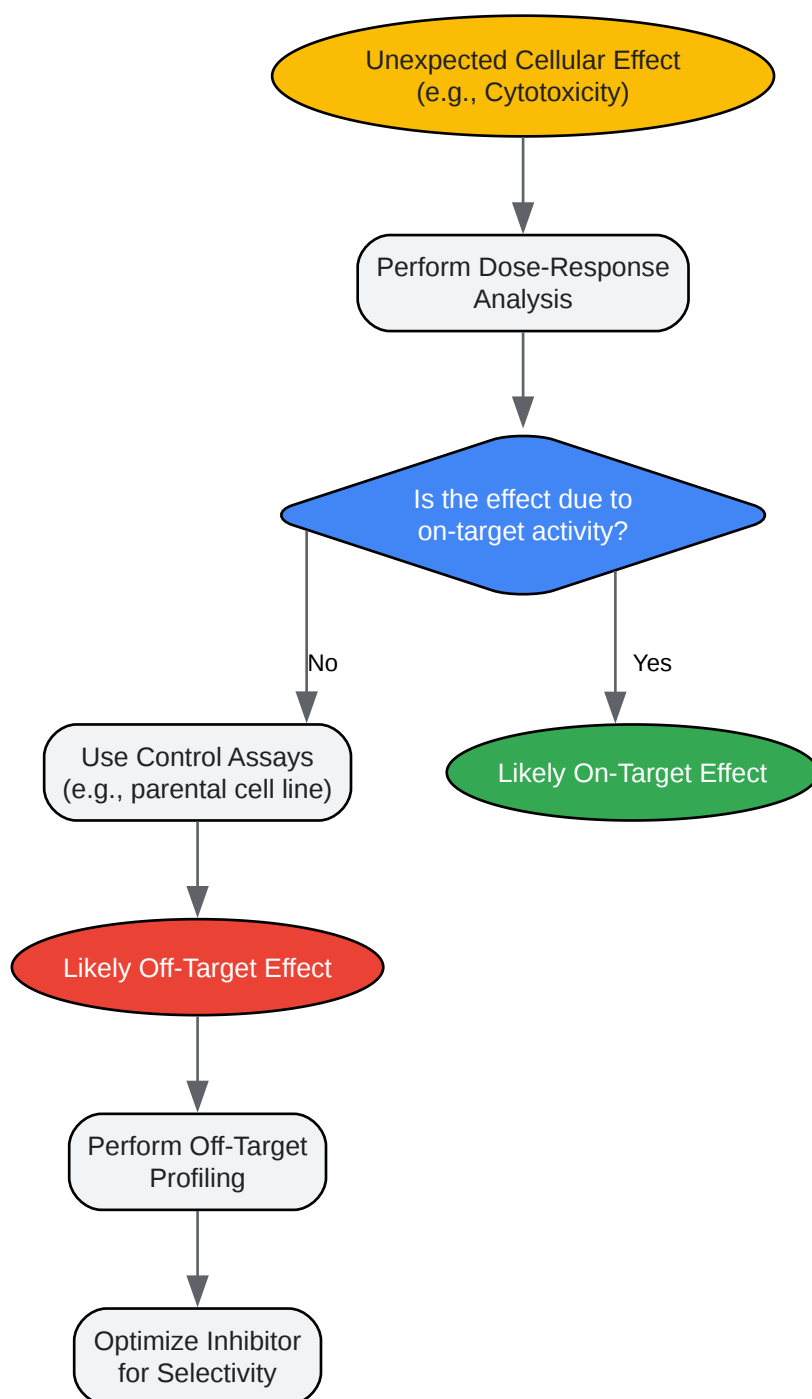 Unexpected Cellular Effect
(e.g., Cytotoxicity)
Perform Dose-Response
Analysis
Is the effect due to
on-target activity?
No
Yes
Use Control Assays
(e.g., parental cell line)
Likely On-Target Effect
Likely Off-Target Effect
Perform Off-Target
Profiling
Optimize Inhibitor
for Selectivity